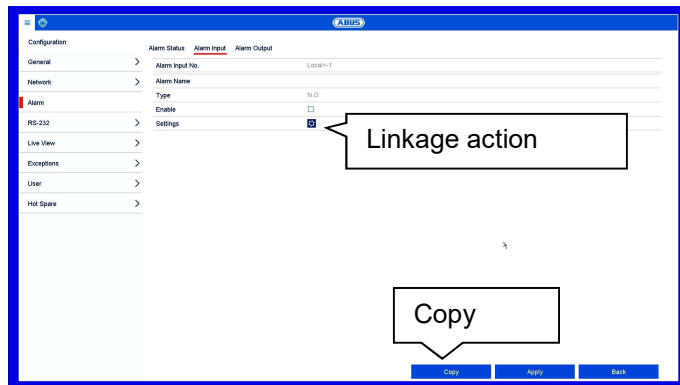 ABUS
Configuration
Alarm Status Alarm Input Alarm Output
General >
Alarm Input No. Local<-1
Network >
Alarm Name
Type N.O
Alarm
Enable
RS-232 >
Settings
Linkage action
Live View >
Exceptions >
User >
Hot Spare >
Copy
Copy Apply Back